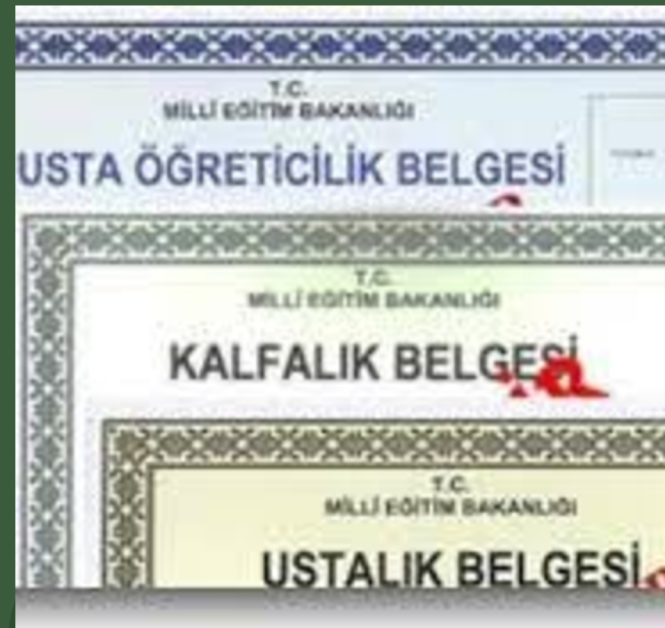 T.C.
MİLLİ EĞİTİM BAKANLIĞI
USTA ÖĞRETİCİLİK BELGESİ
T.C.
MİLLİ EĞİTİM BAKANLIĞI
KALFALIK BELGESİ
T.C.
MİLLİ EĞİTİM BAKANLIĞI
USTALIK BELGESİ